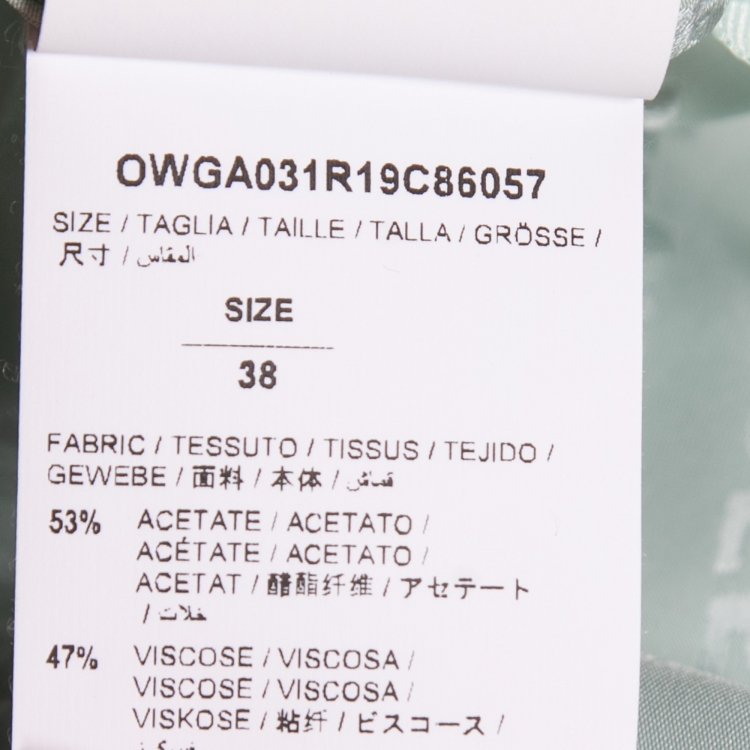 OWGA031R19C86057
SIZE / TAGLIA / TAILLE / TALLA / GRÖSSE /
尺寸 / المقاس
SIZE
38
FABRIC / TESSUTO / TISSUS / TEJIDO /
GEWEBE / 面料 / 本体 / قماش
53% ACETATE / ACETATO /
ACÉTATE / ACETATO /
ACETAT / 醋酯纤维 / アセテート
/ خلات
47% VISCOSE / VISCOSA /
VISCOSE / VISCOSA /
VISKOSE / 粘纤 / ビスコース /